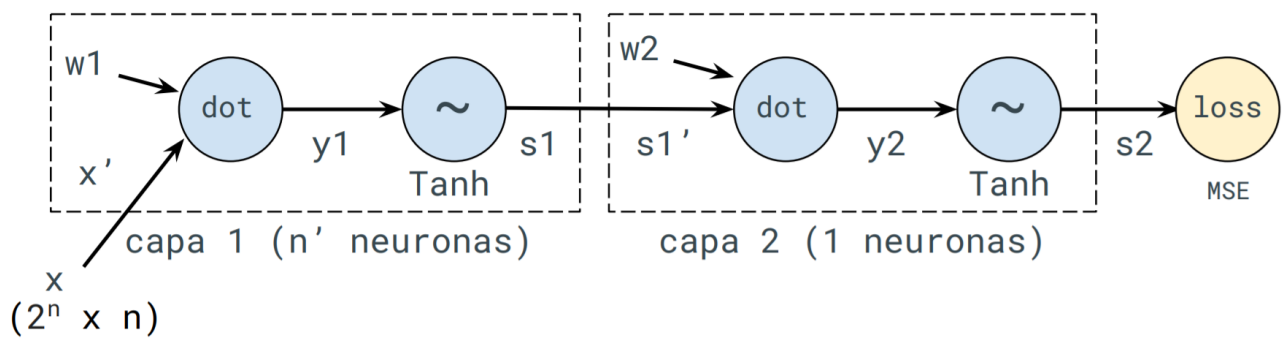 w1
dot
~
y1
s1
x'
Tanh
capa 1 (n' neuronas)
x
(2ⁿ x n)
w2
dot
~
s1'
y2
s2
Tanh
capa 2 (1 neuronas)
loss
MSE